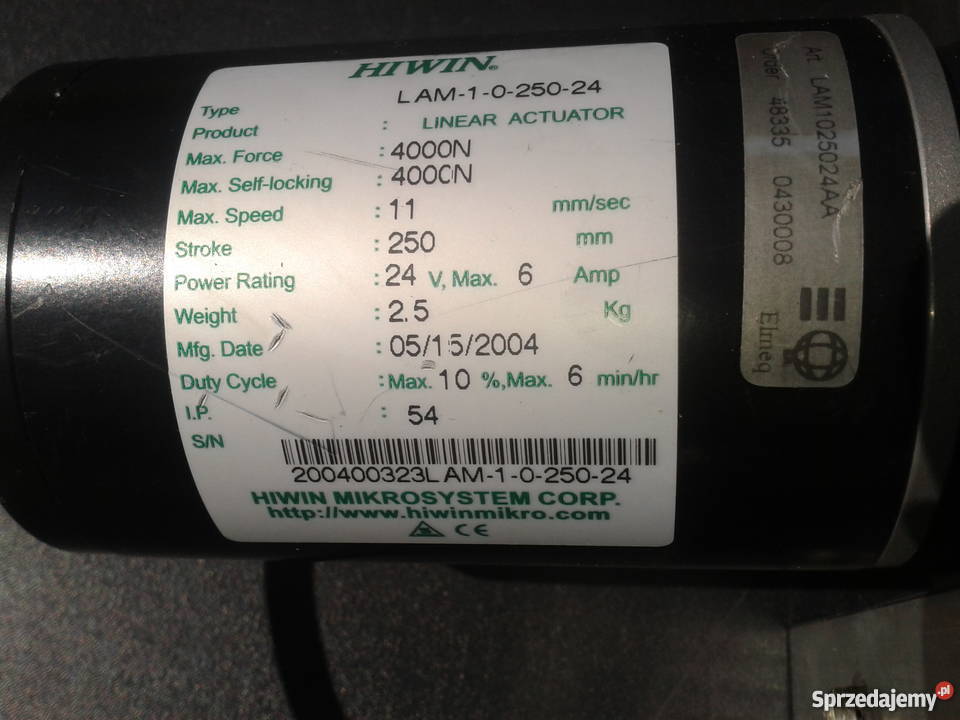 HIWIN®
Type LAM-1-0-250-24
Product : LINEAR ACTUATOR
Max. Force : 4000N
Max. Self-locking : 4000N
Max. Speed : 11 mm/sec
Stroke : 250 mm
Power Rating : 24 V, Max. 6 Amp
Weight : 2.5 Kg
Mfg. Date : 05/15/2004
Duty Cycle : Max. 10 %, Max. 6 min/hr
I.P. : 54
S/N
200400323LAM-1-0-250-24
HIWIN MIKROSYSTEM CORP.
http://www.hiwinmikro.com
CE
Art. LAM1025024AA
Order 48335 0430008
Elmeq
Sprzedajemy.pl